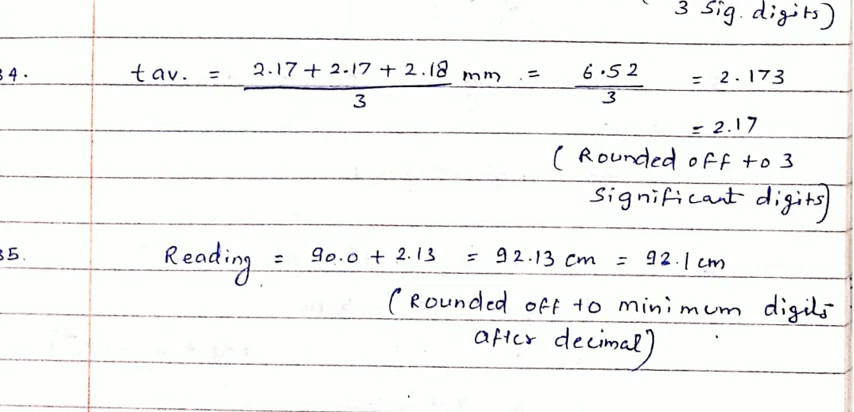 ( 3 Sig. digits)
34. tav. = 2.17 + 2.17 + 2.18 / 3 mm. = 6.52 / 3 = 2.173
= 2.17
( Rounded off to 3
Significant digits)
35. Reading = 90.0 + 2.13 = 92.13 cm = 92.1 cm
( Rounded off to minimum digits
after decimal)